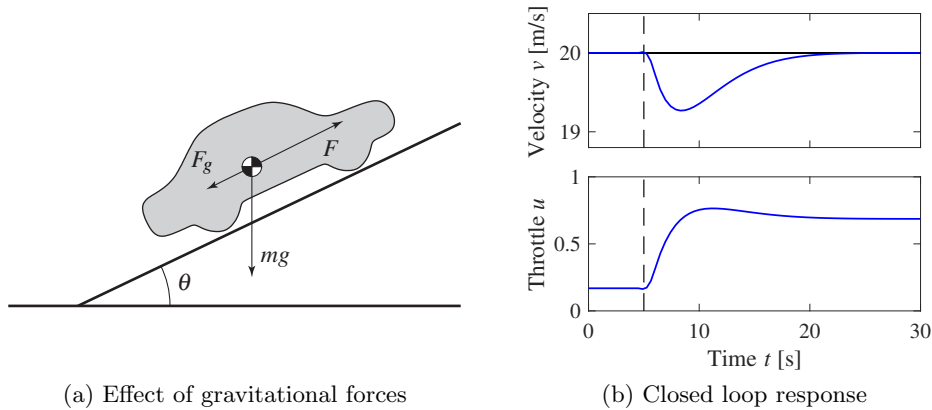 F_g
F
mg
θ
(a) Effect of gravitational forces
Velocity v [m/s]
20
19
Throttle u
1
0.5
0
0 10 20 30
Time t [s]
(b) Closed loop response